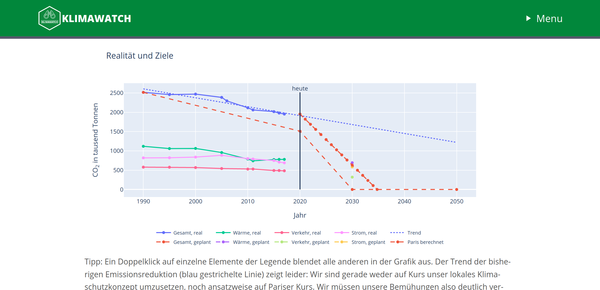 KLIMAWATCH
Menu
Realität und Ziele
heute
2500
2000
1500
1000
500
0
CO₂ in tausend Tonnen
1990
2000
2010
2020
2030
2040
2050
Jahr
Gesamt, real
Wärme, real
Verkehr, real
Strom, real
Trend
Gesamt, geplant
Wärme, geplant
Verkehr, geplant
Strom, geplant
Paris berechnet
Tipp: Ein Doppelklick auf einzelne Elemente der Legende blendet alle anderen in der Grafik aus. Der Trend der bishe-
rigen Emissionsreduktion (blau gestrichelte Linie) zeigt leider: Wir sind gerade weder auf Kurs unser lokales Klima-
schutzkonzept umzusetzen, noch ansatzweise auf Pariser Kurs. Wir müssen unsere Bemühungen also deutlich ver-